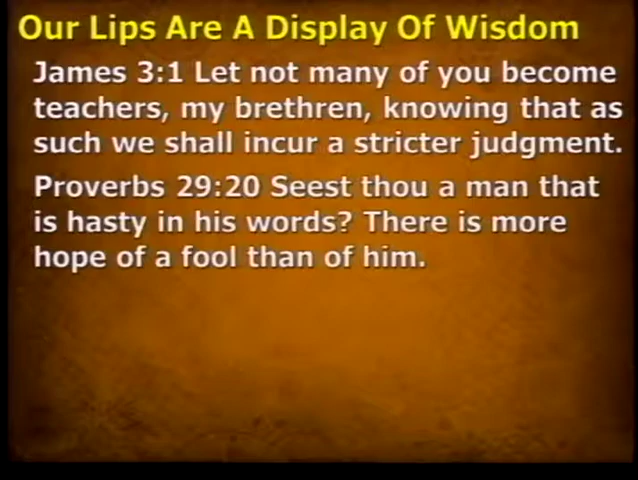 Our Lips Are A Display Of Wisdom
James 3:1 Let not many of you become
teachers, my brethren, knowing that as
such we shall incur a stricter judgment.
Proverbs 29:20 Seest thou a man that
is hasty in his words? There is more
hope of a fool than of him.